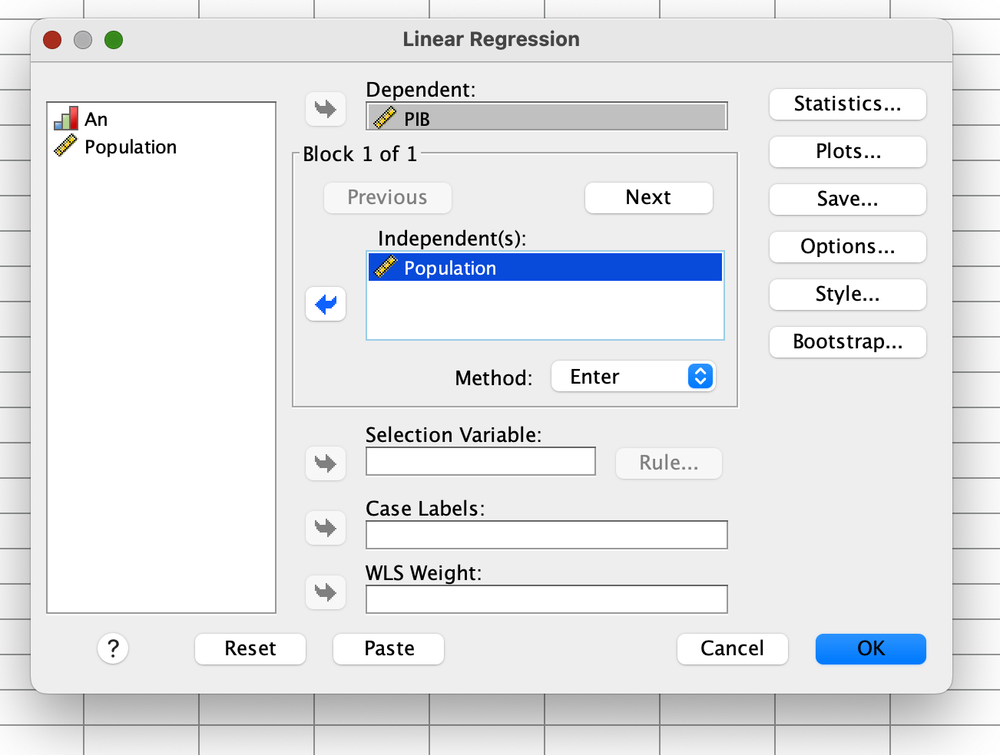 Linear Regression
An
Population
Dependent:
PIB
Block 1 of 1
Previous
Next
Independent(s):
Population
Method:
Enter
Selection Variable:
Rule...
Case Labels:
WLS Weight:
Statistics...
Plots...
Save...
Options...
Style...
Bootstrap...
?
Reset
Paste
Cancel
OK